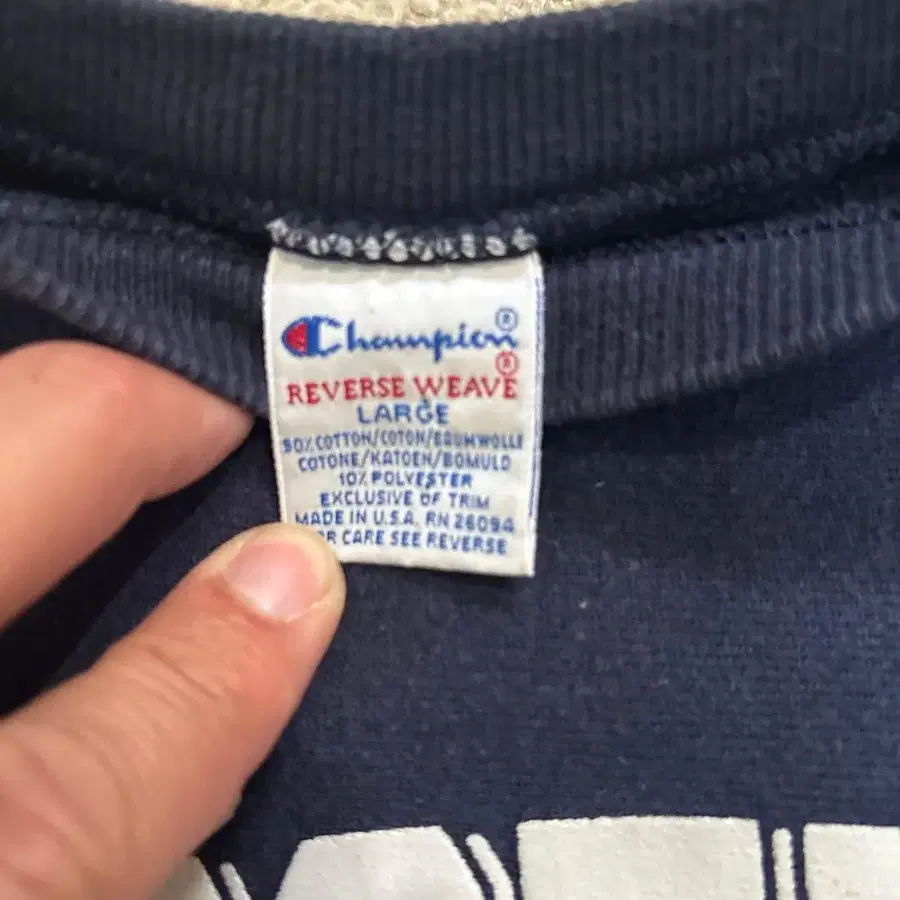 Champion®
REVERSE WEAVE®
LARGE
90% COTTON/COTON/BAUMWOLLE
COTONE/KATOEN/BOMULD
10% POLYESTER
EXCLUSIVE OF TRIM
MADE IN U.S.A. RN 26094
CARE SEE REVERSE